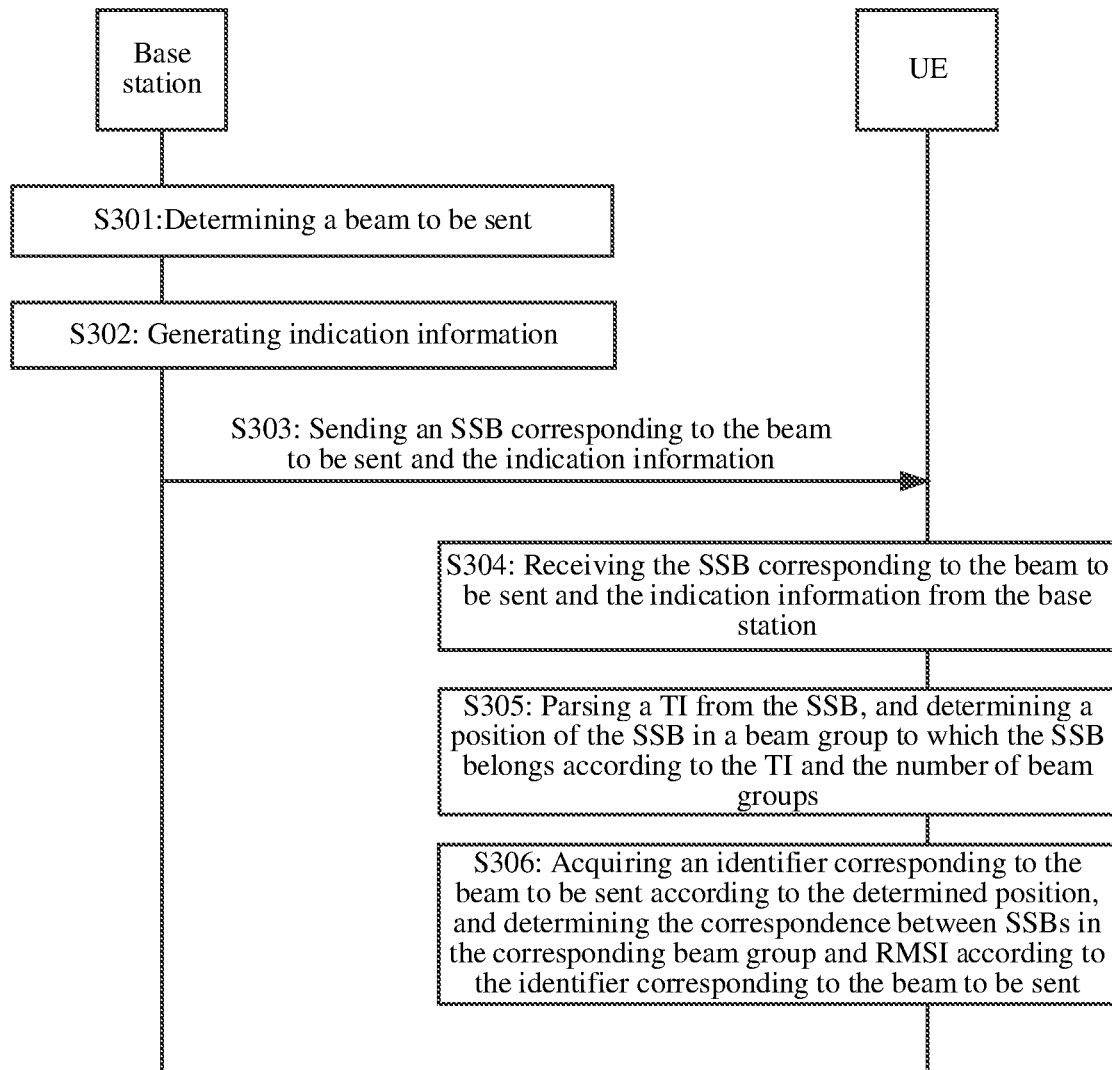 Base
station
UE
S301:Determining a beam to be sent
S302: Generating indication information
S303: Sending an SSB corresponding to the beam
to be sent and the indication information
S304: Receiving the SSB corresponding to the beam to
be sent and the indication information from the base
station
S305: Parsing a TI from the SSB, and determining a
position of the SSB in a beam group to which the SSB
belongs according to the TI and the number of beam
groups
S306: Acquiring an identifier corresponding to the
beam to be sent according to the determined position,
and determining the correspondence between SSBs in
the corresponding beam group and RMSI according to
the identifier corresponding to the beam to be sent